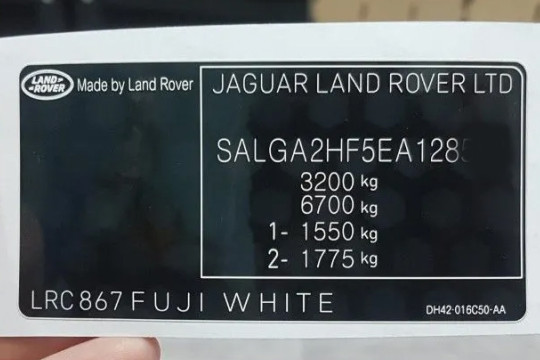 LAND-
-ROVER
Made by Land Rover
JAGUAR LAND ROVER LTD
3200 kg
6700 kg
1- 1550 kg
2- 1775 kg
LRC867 FUJI WHITE
DH42-016C50-AA